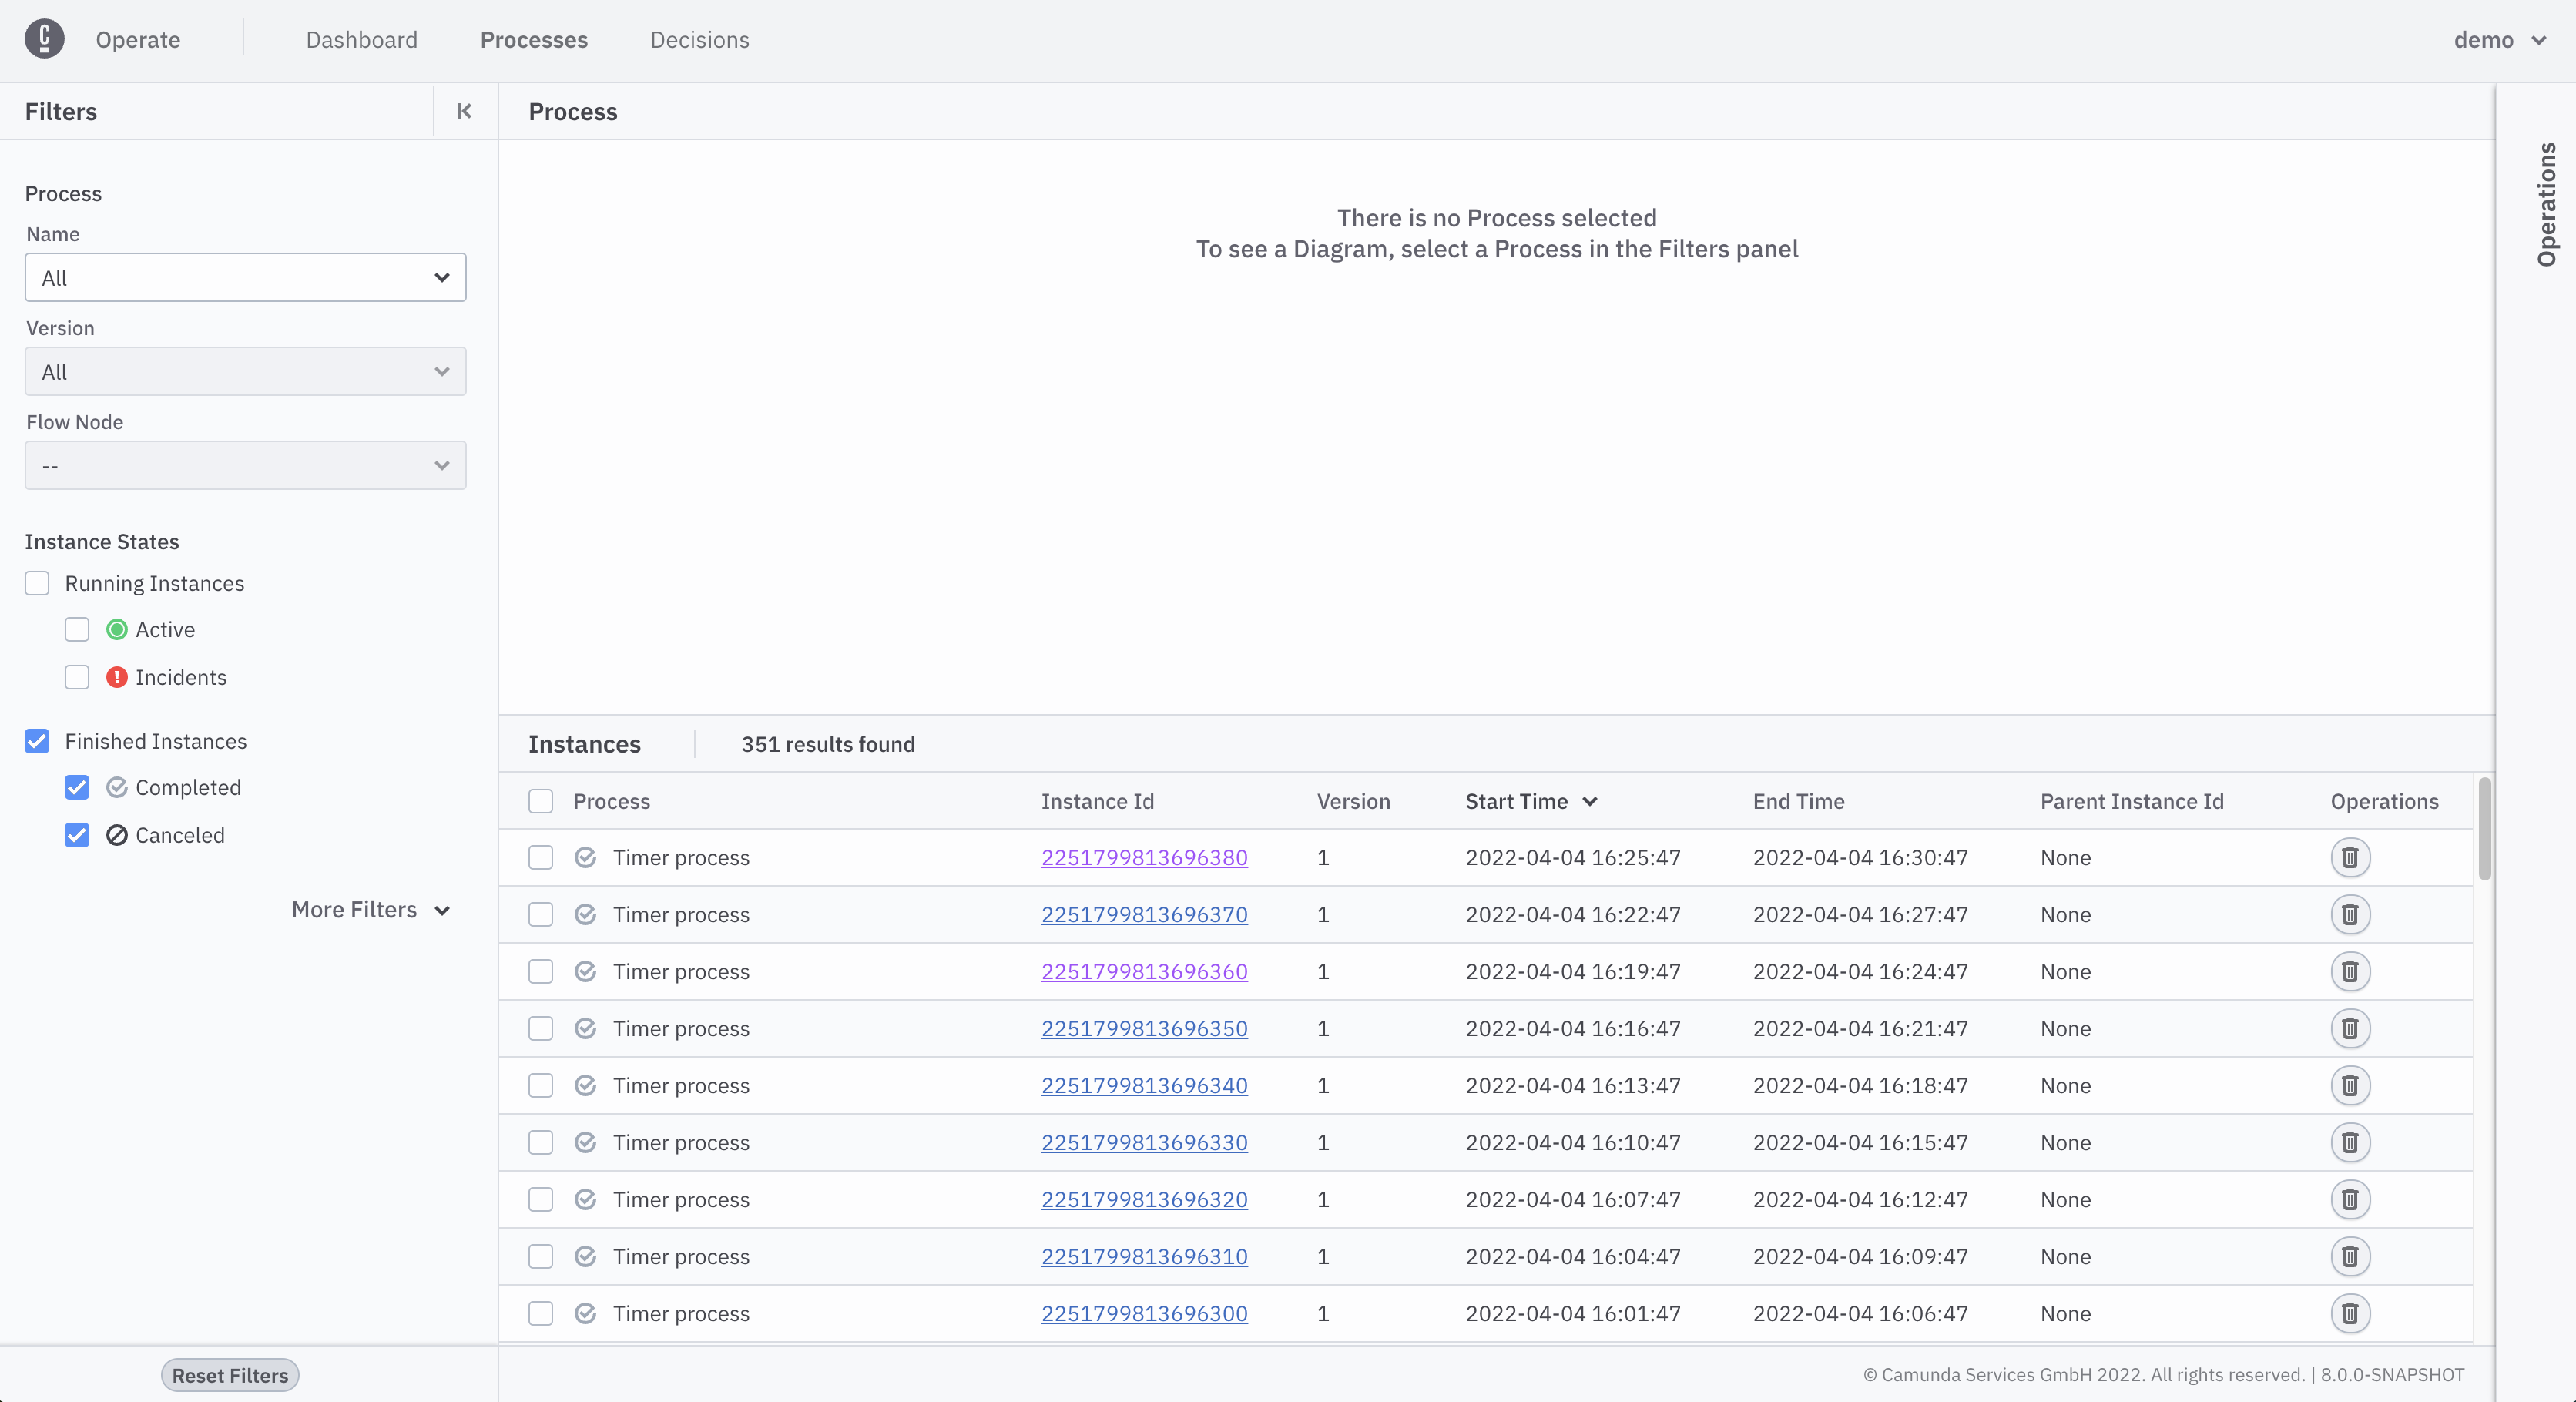 Operate
Dashboard
Processes
Decisions
demo
Filters
Process
Name
All
Version
All
Flow Node
--
Instance States
Running Instances
Active
Incidents
Finished Instances
Completed
Canceled
More Filters
Reset Filters
Process
There is no Process selected
To see a Diagram, select a Process in the Filters panel
Operations
Instances 351 results found
Process Instance Id Version Start Time End Time Parent Instance Id Operations
Timer process 2251799813696380 1 2022-04-04 16:25:47 2022-04-04 16:30:47 None
Timer process 2251799813696370 1 2022-04-04 16:22:47 2022-04-04 16:27:47 None
Timer process 2251799813696360 1 2022-04-04 16:19:47 2022-04-04 16:24:47 None
Timer process 2251799813696350 1 2022-04-04 16:16:47 2022-04-04 16:21:47 None
Timer process 2251799813696340 1 2022-04-04 16:13:47 2022-04-04 16:18:47 None
Timer process 2251799813696330 1 2022-04-04 16:10:47 2022-04-04 16:15:47 None
Timer process 2251799813696320 1 2022-04-04 16:07:47 2022-04-04 16:12:47 None
Timer process 2251799813696310 1 2022-04-04 16:04:47 2022-04-04 16:09:47 None
Timer process 2251799813696300 1 2022-04-04 16:01:47 2022-04-04 16:06:47 None
© Camunda Services GmbH 2022. All rights reserved. | 8.0.0-SNAPSHOT